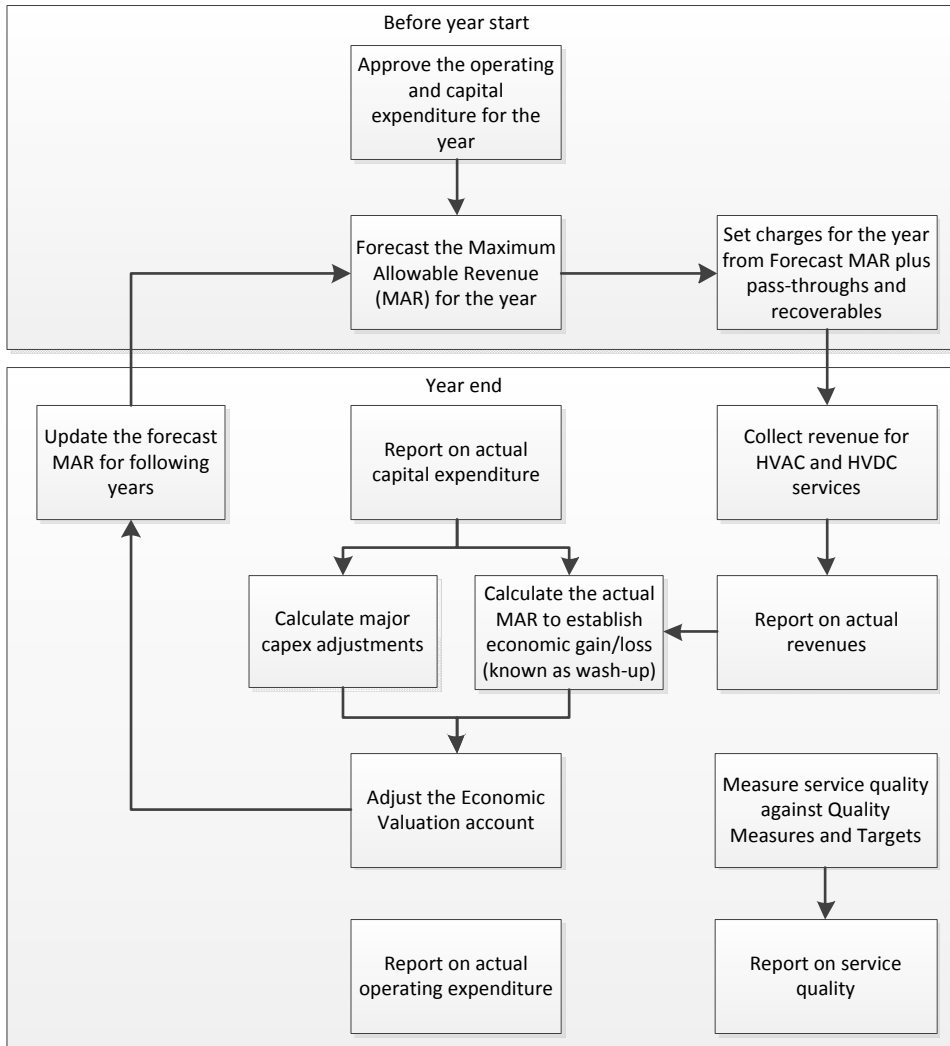 Before year start
Approve the operating
and capital
expenditure for the
year
Forecast the Maximum
Allowable Revenue
(MAR) for the year
Set charges for the year
from Forecast MAR plus
pass-throughs and
recoverables
Year end
Update the forecast
MAR for following
years
Report on actual
capital expenditure
Collect revenue for
HVAC and HVDC
services
Calculate major
capex adjustments
Calculate the actual
MAR to establish
economic gain/loss
(known as wash-up)
Report on actual
revenues
Adjust the Economic
Valuation account
Measure service quality
against Quality
Measures and Targets
Report on actual
operating expenditure
Report on service
quality